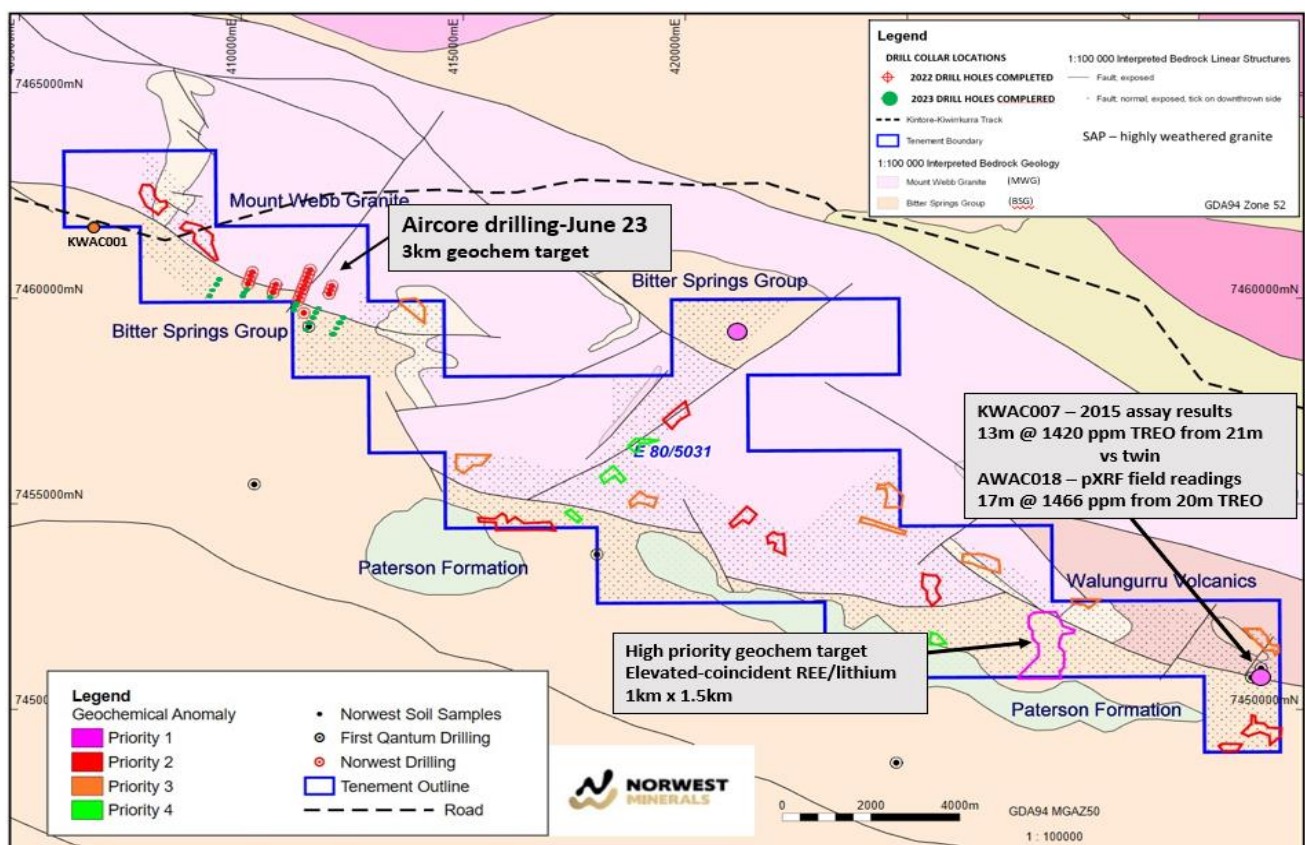 405000mE
410000mE
415000mE
420000mE
7465000mN
7460000mN
7455000mN
7450000mN
7460000mN
7450000mN
Legend
DRILL COLLAR LOCATIONS
2022 DRILL HOLES COMPLETED
2023 DRILL HOLES COMPLERED
Kintore-Kiwirrkurra Track
Tenement Boundary
1:100 000 Interpreted Bedrock Geology
Mount Webb Granite (MWG)
Bitter Springs Group (BSG)
1:100 000 Interpreted Bedrock Linear Structures
Fault; exposed
Fault; normal, exposed, tick on downthrown side
SAP – highly weathered granite
GDA94 Zone 52
Mount Webb Granite
KWAC001
Aircore drilling-June 23
3km geochem target
Bitter Springs Group
Bitter Springs Group
E 80/5031
KWAC007 – 2015 assay results
13m @ 1420 ppm TREO from 21m
vs twin
AWAC018 – pXRF field readings
17m @ 1466 ppm from 20m TREO
Paterson Formation
Walungurru Volcanics
High priority geochem target
Elevated-coincident REE/lithium
1km x 1.5km
Paterson Formation
Legend
Geochemical Anomaly
Priority 1
Priority 2
Priority 3
Priority 4
Norwest Soil Samples
First Qantum Drilling
Norwest Drilling
Tenement Outline
Road
NORWEST
MINERALS
0 2000 4000m
GDA94 MGAZ50
1 : 100000